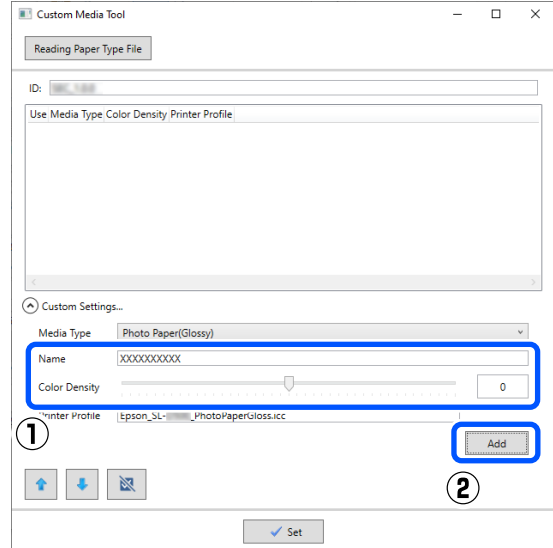 Custom Media Tool
Reading Paper Type File
ID:
Use Media Type Color Density Printer Profile
Custom Settings...
Media Type Photo Paper(Glossy)
Name XXXXXXXXXX
Color Density 0
Printer Profile Epson_SL- _PhotoPaperGloss.icc
1
Add
2
Set